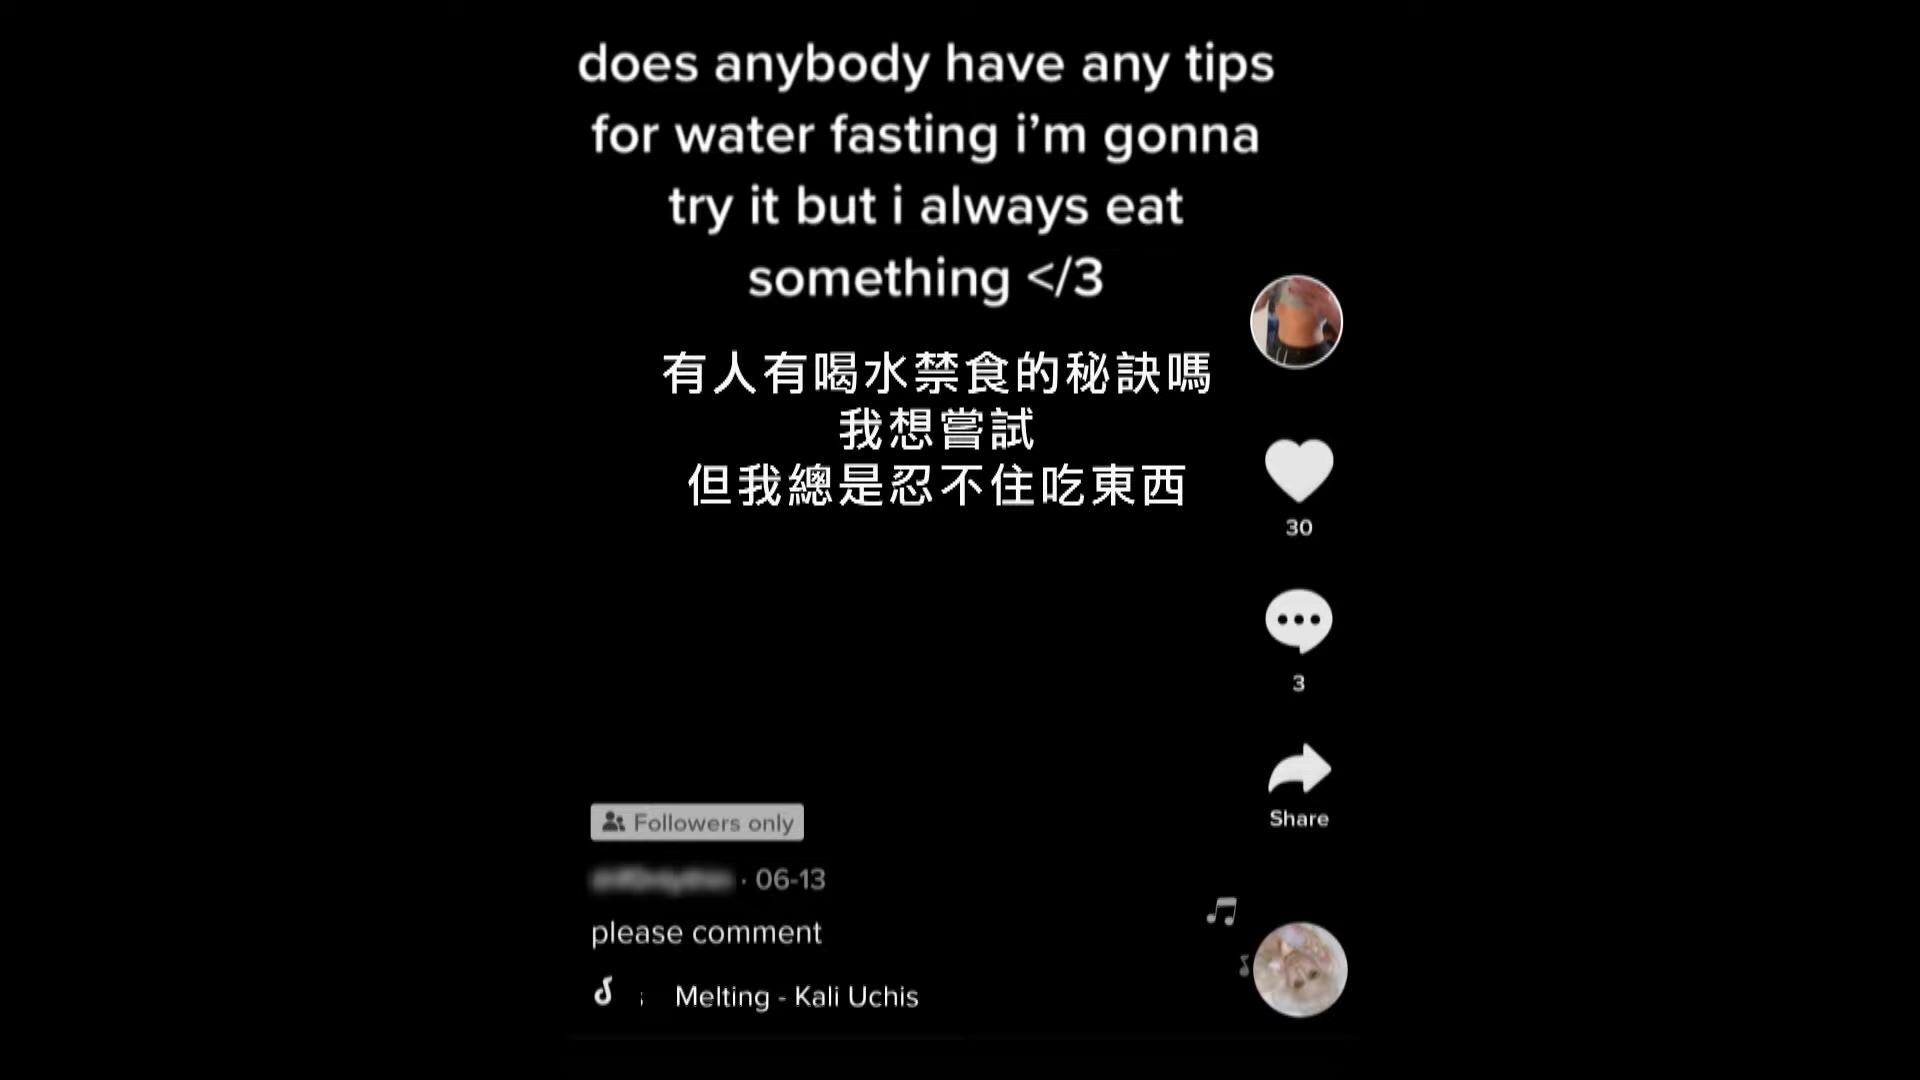 does anybody have any tips
for water fasting i'm gonna
try it but i always eat
something </3
有人有喝水禁食的秘訣嗎
我想嘗試
但我總是忍不住吃東西
30
3
Share
Followers only
· 06-13
please comment
Melting - Kali Uchis